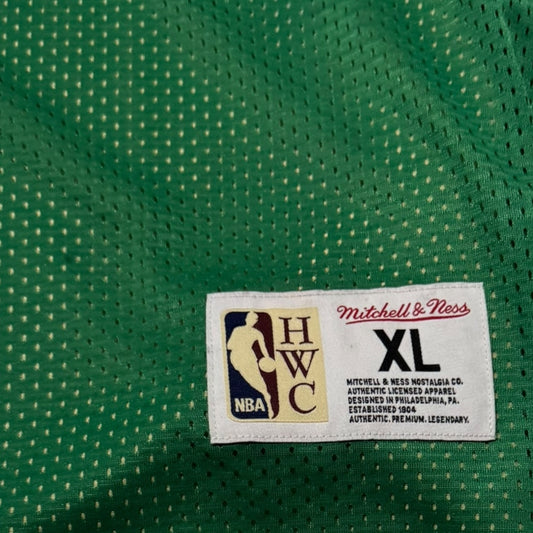 NBA
H
W
C
Mitchell & Ness
XL
MITCHELL & NESS NOSTALGIA CO.
AUTHENTIC LICENSED APPAREL
DESIGNED IN PHILADELPHIA, PA.
ESTABLISHED 1904
AUTHENTIC. PREMIUM. LEGENDARY.